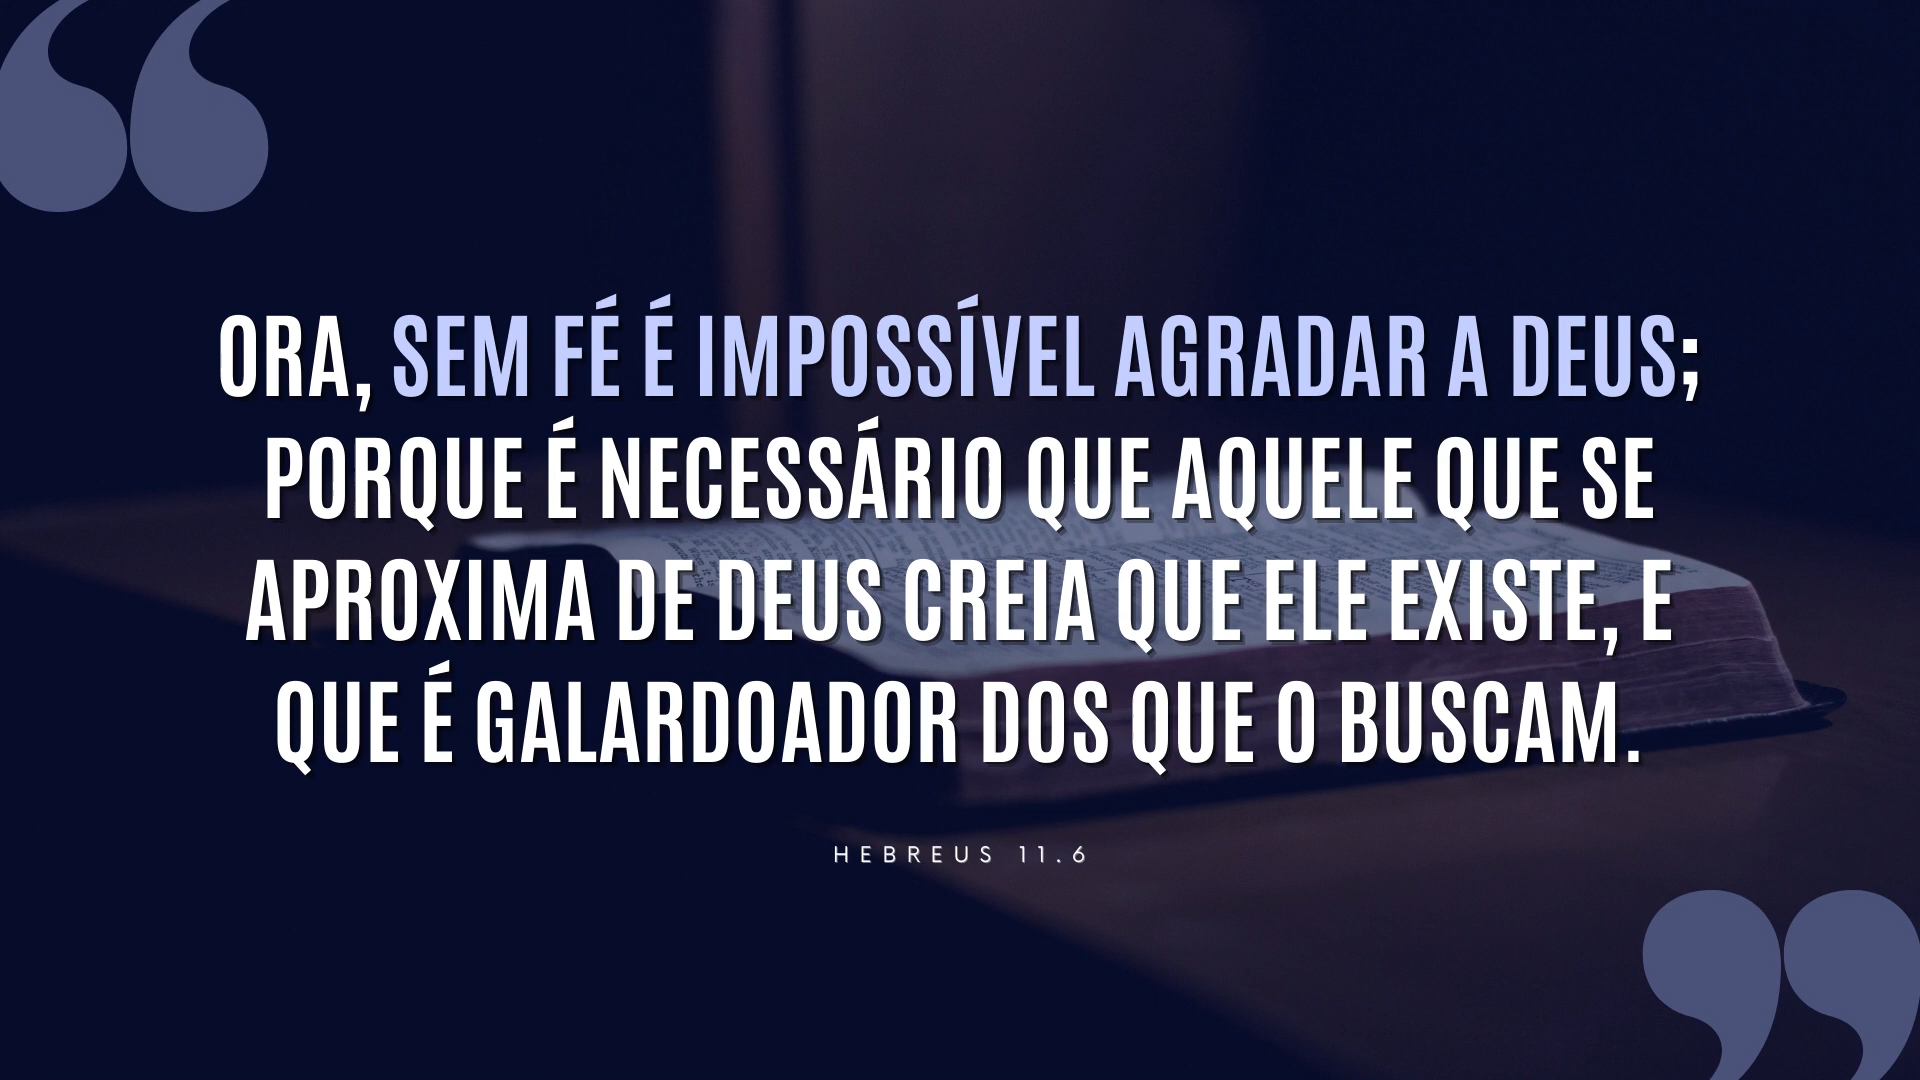 ORA, SEM FÉ É IMPOSSÍVEL AGRADAR A DEUS;
PORQUE É NECESSÁRIO QUE AQUELE QUE SE
APROXIMA DE DEUS CREIA QUE ELE EXISTE, E
QUE É GALARDOADOR DOS QUE O BUSCAM.
HEBREUS 11.6